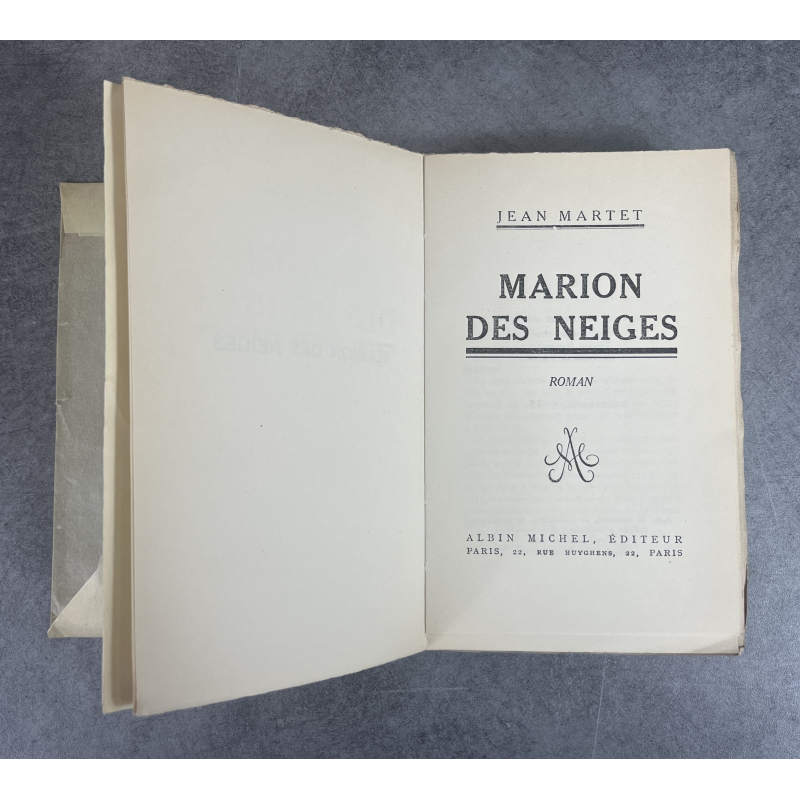 JEAN MARTET
MARION
DES NEIGES
ROMAN
ALBIN MICHEL, ÉDITEUR
PARIS, 22, RUE HUYGHENS, 22, PARIS